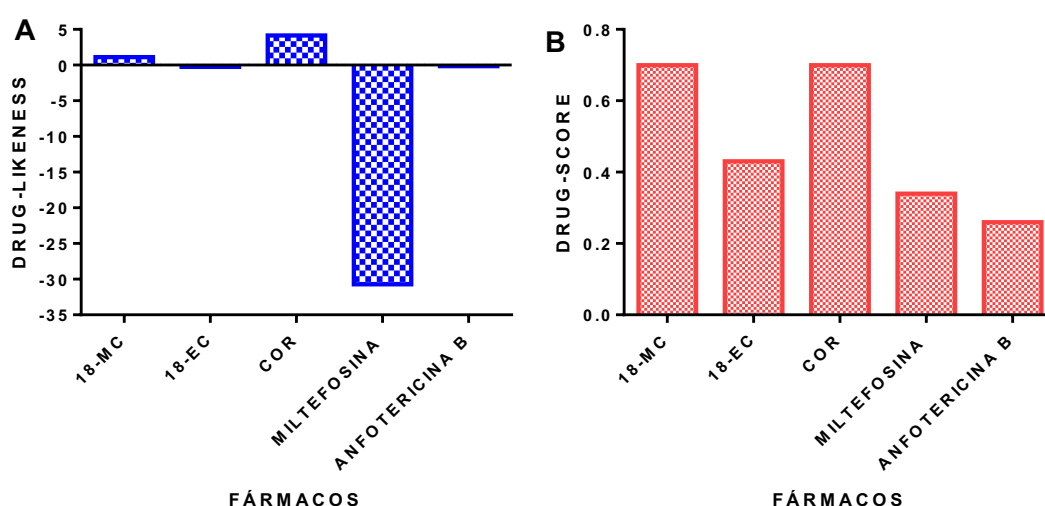 A
DRUG-LIKENESS
5
0
-5
-10
-15
-20
-25
-30
-35
18-MC
18-EC
COR
MILTEFOSINA
ANFOTERICINA B
FÁRMACOS
B
DRUG-SCORE
0.8
0.6
0.4
0.2
0.0
18-MC
18-EC
COR
MILTEFOSINA
ANFOTERICINA B
FÁRMACOS